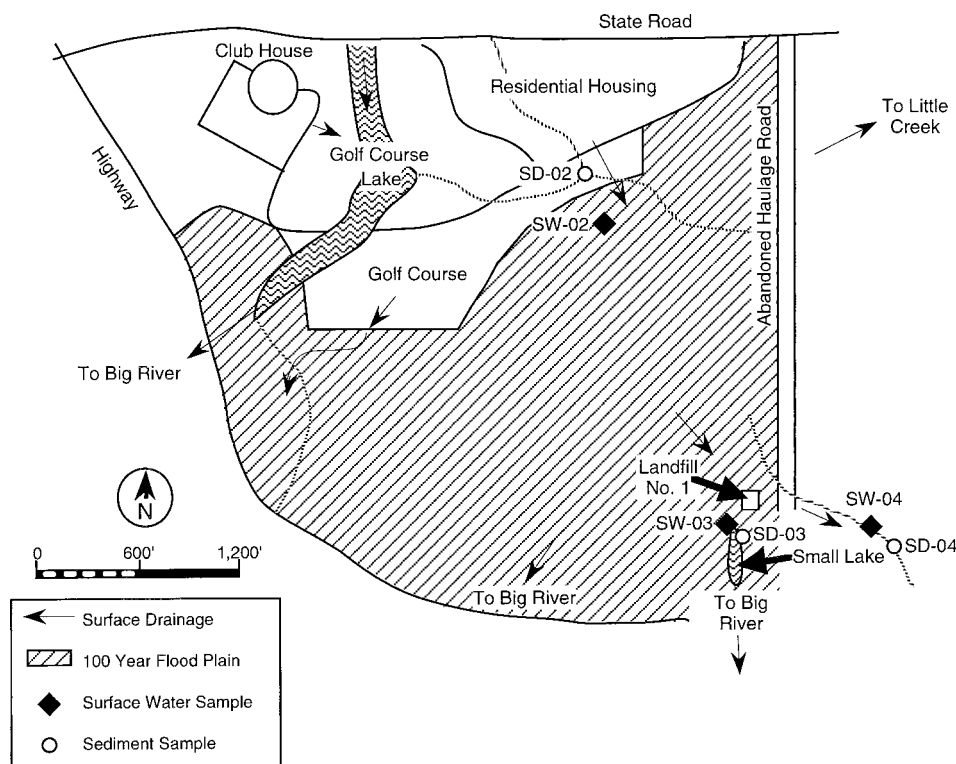 State Road
Club House
Residential Housing
To Little
Creek
Highway
Golf Course
Lake
SD-02
SW-02
Abandoned Haulage Road
Golf Course
To Big River
Landfill
No. 1
SW-04
SW-03
SD-03
SD-04
Small Lake
N
0 600' 1,200'
To Big River
To Big
River
Surface Drainage
100 Year Flood Plain
Surface Water Sample
Sediment Sample